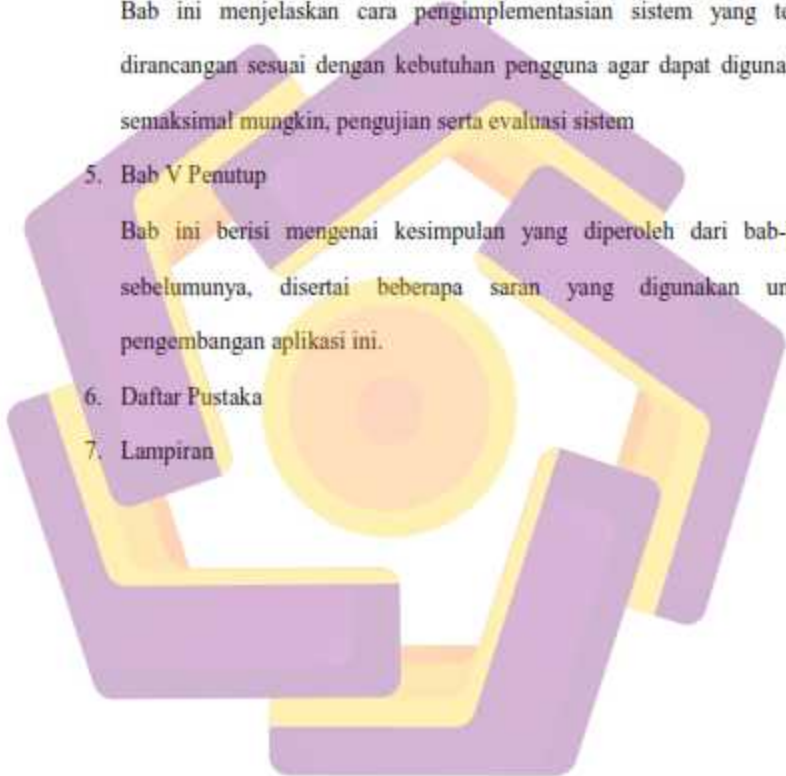 Bab ini menjelaskan cara pengimplementasian sistem yang te
dirancangan sesuai dengan kebutuhan pengguna agar dapat diguna
semaksimal mungkin, pengujian serta evaluasi sistem
5. Bab V Penutup
Bab ini berisi mengenai kesimpulan yang diperoleh dari bab-
sebelumunya, disertai beberapa saran yang digunakan un
pengembangan aplikasi ini.
6. Daftar Pustaka
7. Lampiran